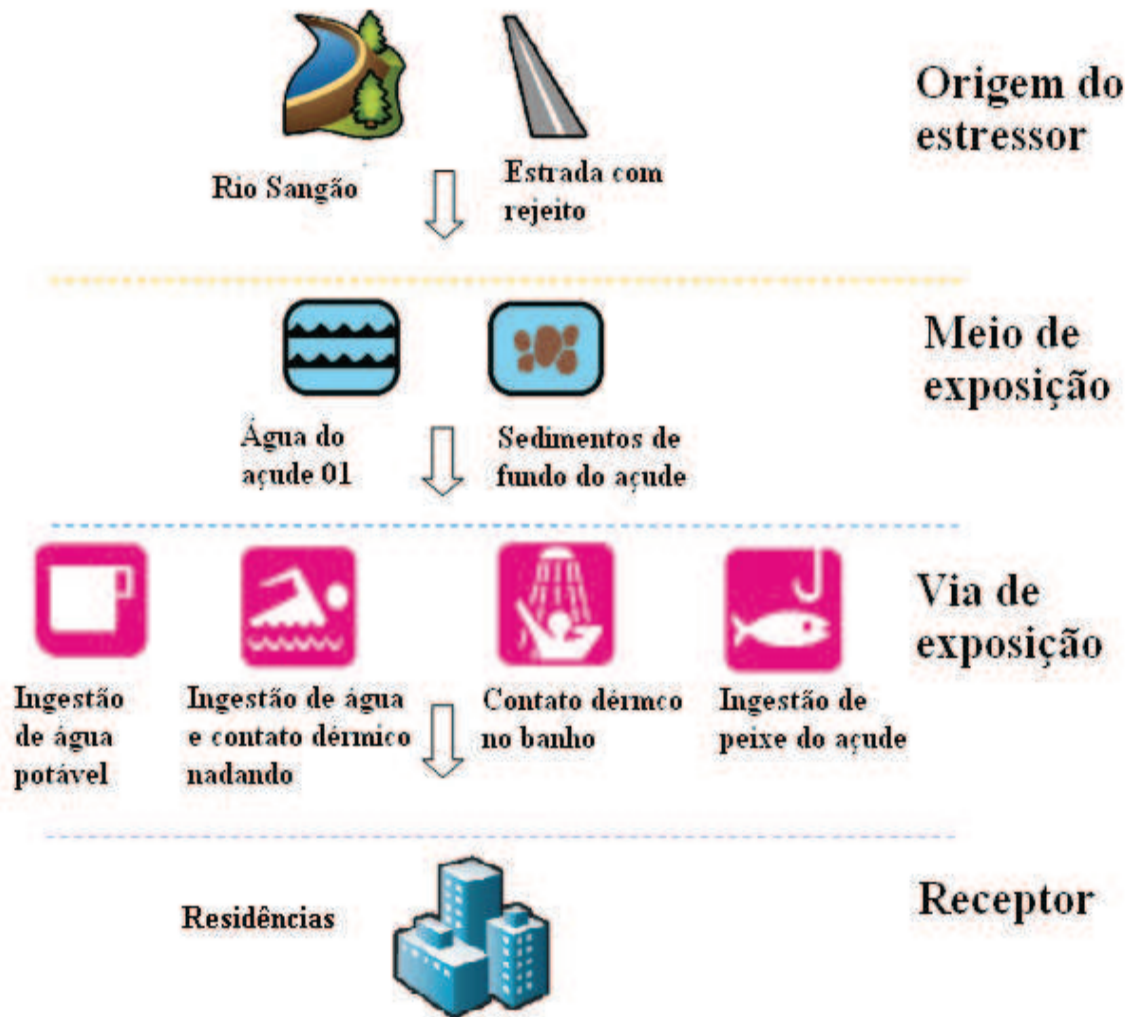 Origem do
estressor
Rio Sangão
Estrada com
rejeito
Meio de
exposição
Água do
açude 01
Sedimentos de
fundo do açude
Via de
exposição
Ingestão
de água
potável
Ingestão de água
e contato dérmico
nadando
Contato dérmco
no banho
Ingestão de
peixe do açude
Residências
Receptor